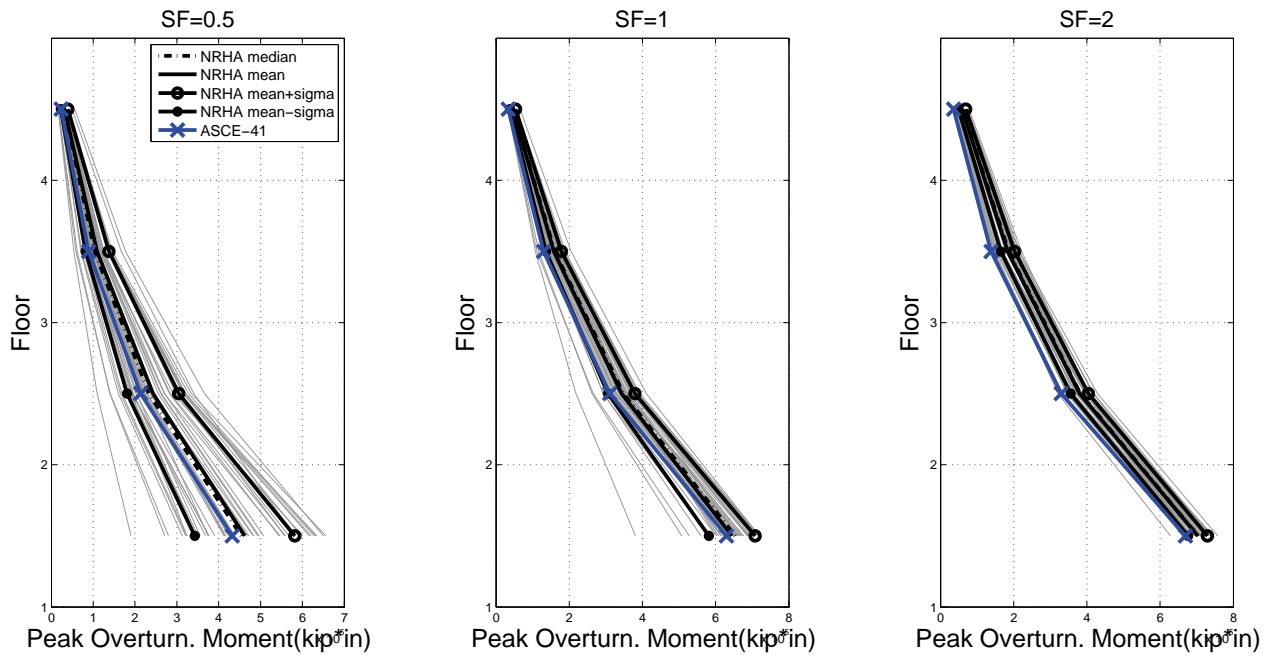 SF=0.5
NRHA median
NRHA mean
NRHA mean+sigma
NRHA mean−sigma
ASCE−41
4
3
2
1
Floor
0 1 2 3 4 5 6 7
Peak Overturn. Moment(kip*in)
SF=1
4
3
2
1
Floor
0 2 4 6 8
Peak Overturn. Moment(kip*in)
SF=2
4
3
2
1
Floor
0 2 4 6 8
Peak Overturn. Moment(kip*in)